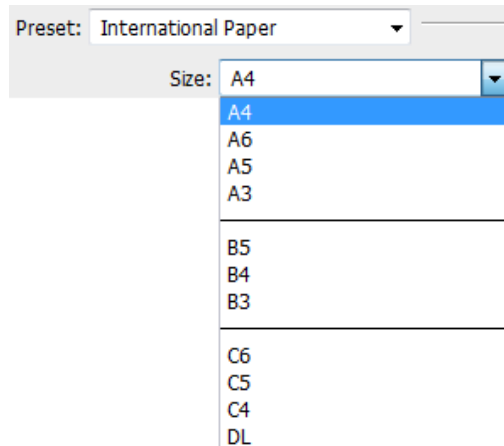 Preset: International Paper
Size: A4
A4
A6
A5
A3
B5
B4
B3
C6
C5
C4
DL